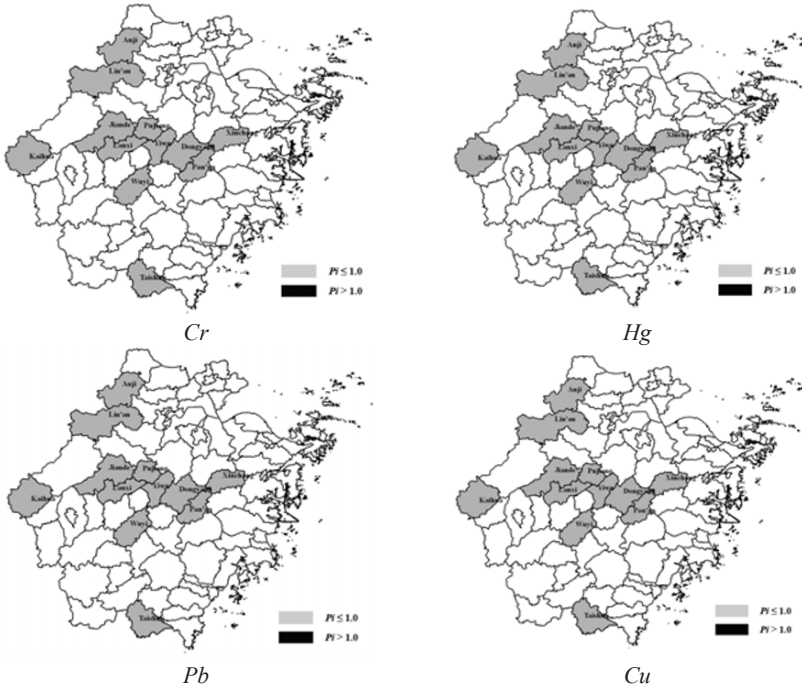 Anji
Lin'an
Jiande
Pujiang
Xinchang
Kaihua
Lanxi
Yiwu
Dongyang
Pan'an
Wuyi
Taishun
Pi ≤ 1.0
Pi > 1.0
Cr
Anji
Lin'an
Jiande
Pujiang
Xinchang
Kaihua
Lanxi
Yiwu
Dongyang
Pan'an
Wuyi
Taishun
Pi ≤ 1.0
Pi > 1.0
Hg
Anji
Lin'an
Jiande
Pujiang
Xinchang
Kaihua
Lanxi
Yiwu
Dongyang
Pan'an
Wuyi
Taishun
Pi ≤ 1.0
Pi > 1.0
Pb
Anji
Lin'an
Jiande
Pujiang
Xinchang
Kaihua
Lanxi
Yiwu
Dongyang
Pan'an
Wuyi
Taishun
Pi ≤ 1.0
Pi > 1.0
Cu